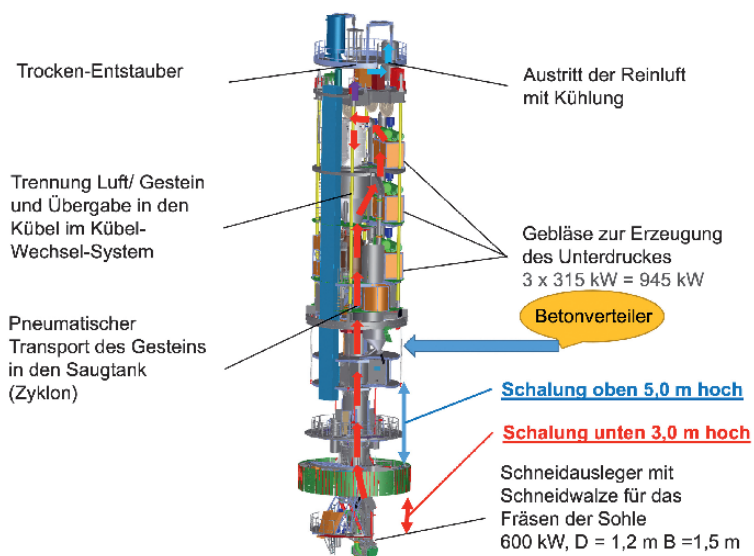 Trocken-Entstauber
Austritt der Reinluft
mit Kühlung
Trennung Luft/ Gestein
und Übergabe in den
Kübel im Kübel-
Wechsel-System
Gebläse zur Erzeugung
des Unterdruckes
3 x 315 kW = 945 kW
Betonverteiler
Pneumatischer
Transport des Gesteins
in den Saugtank
(Zyklon)
Schalung oben 5,0 m hoch
Schalung unten 3,0 m hoch
Schneidausleger mit
Schneidwalze für das
Fräsen der Sohle
600 kW, D = 1,2 m B =1,5 m